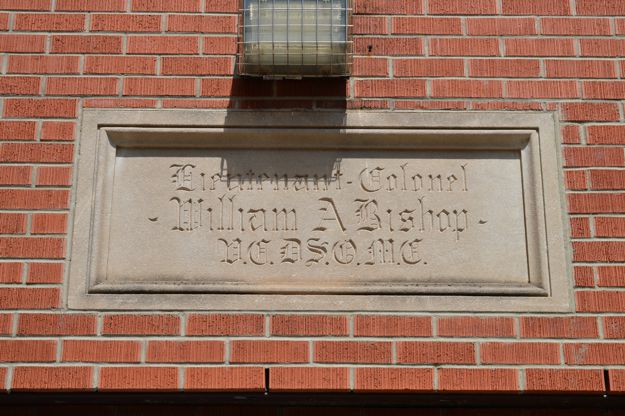 Lieutenant-Colonel
- William A Bishop -
V.C. D.S.O. M.C.